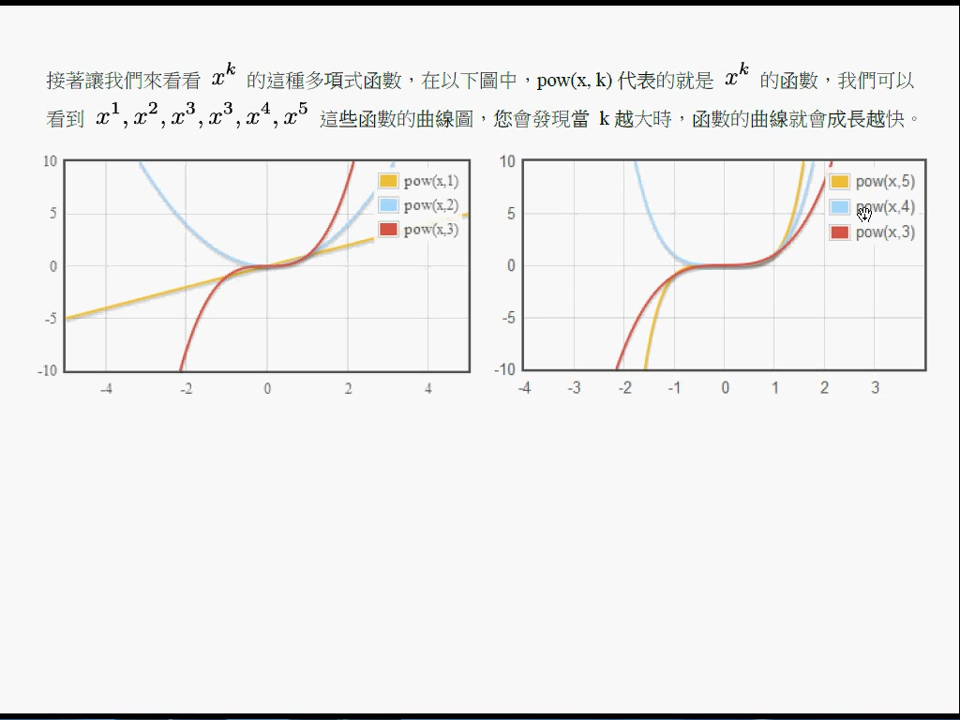 接著讓我們來看看 x^k 的這種多項式函數，在以下圖中，pow(x, k) 代表的就是 x^k 的函數，我們可以
看到 x^1, x^2, x^3, x^3, x^4, x^5 這些函數的曲線圖，您會發現當 k 越大時，函數的曲線就會成長越快。
10
5
0
-5
-10
-4 -2 0 2 4
pow(x,1)
pow(x,2)
pow(x,3)
10
5
0
-5
-10
-4 -3 -2 -1 0 1 2 3
pow(x,5)
pow(x,4)
pow(x,3)